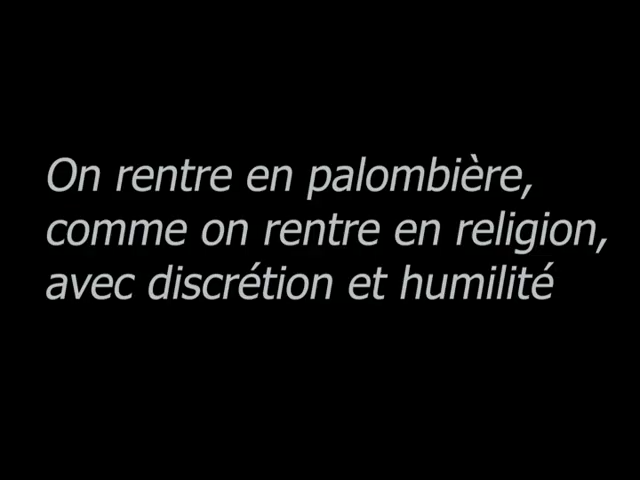 On rentre en palombière,
comme on rentre en religion,
avec discrétion et humilité